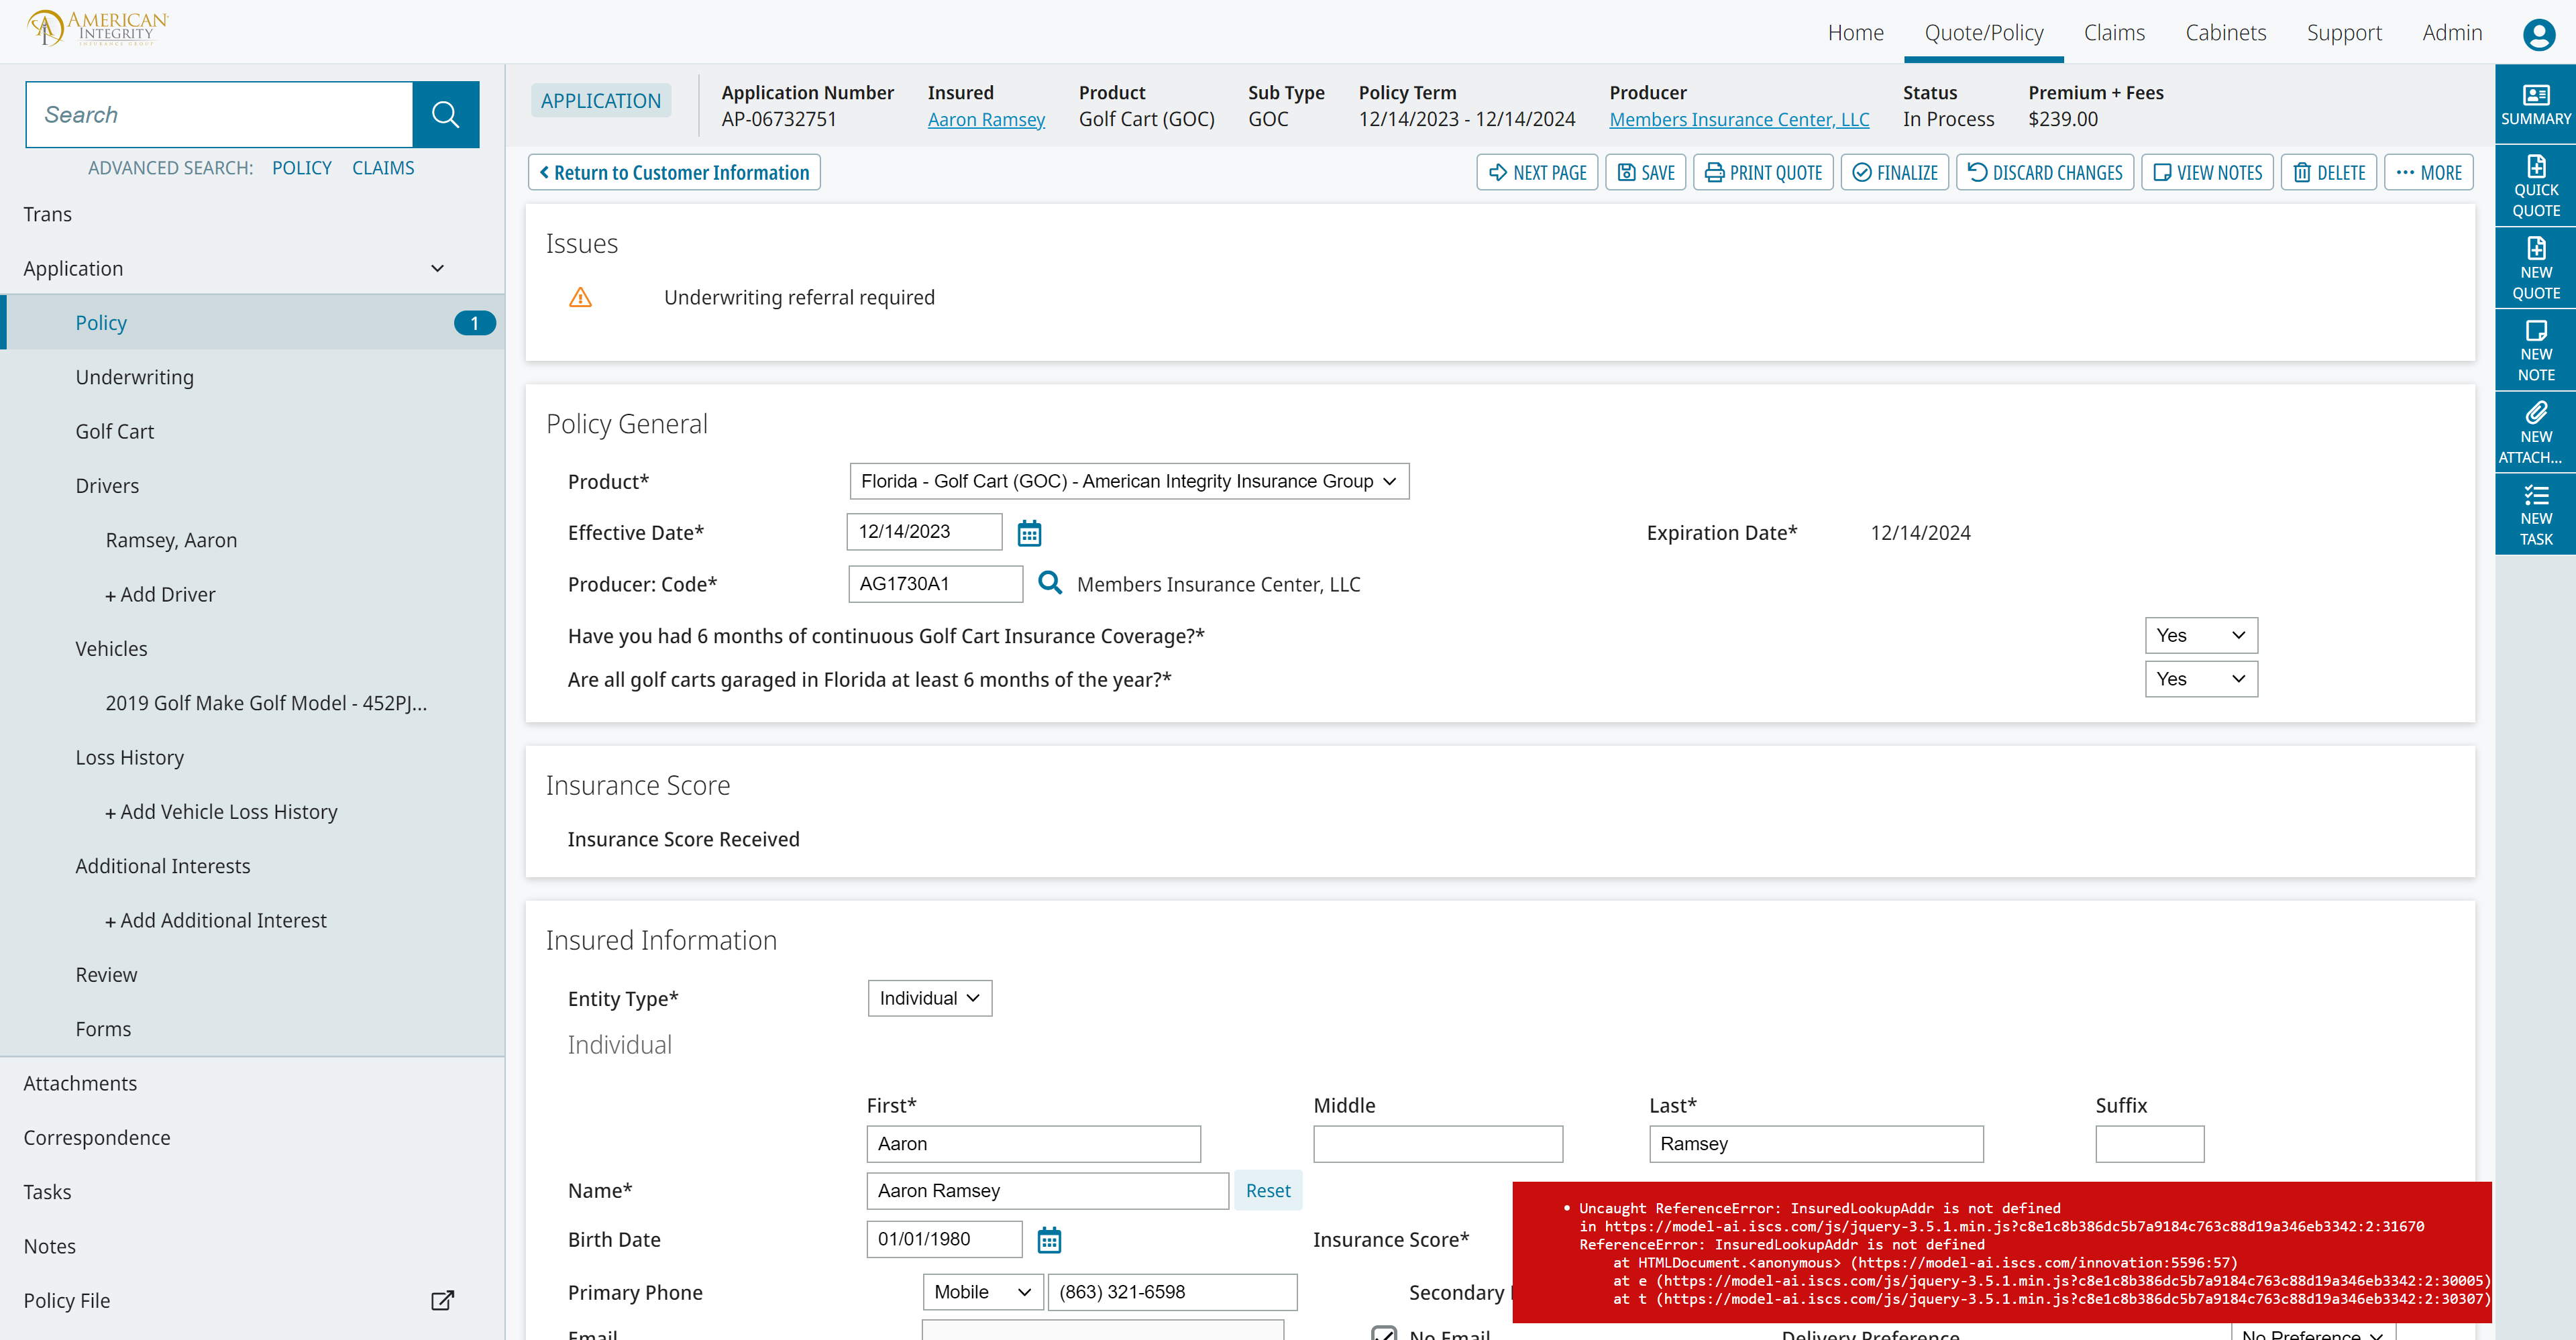 AMERICAN
INTEGRITY
INSURANCE GROUP
Home Quote/Policy Claims Cabinets Support Admin
Search
ADVANCED SEARCH: POLICY CLAIMS
Trans
Application
Policy 1
Underwriting
Golf Cart
Drivers
Ramsey, Aaron
+ Add Driver
Vehicles
2019 Golf Make Golf Model - 452PJ...
Loss History
+ Add Vehicle Loss History
Additional Interests
+ Add Additional Interest
Review
Forms
Attachments
Correspondence
Tasks
Notes
Policy File
APPLICATION
Application Number Insured Product Sub Type Policy Term Producer Status Premium + Fees
AP-06732751 Aaron Ramsey Golf Cart (GOC) GOC 12/14/2023 - 12/14/2024 Members Insurance Center, LLC In Process $239.00
Return to Customer Information NEXT PAGE SAVE PRINT QUOTE FINALIZE DISCARD CHANGES VIEW NOTES DELETE MORE
Issues
Underwriting referral required
Policy General
Product* Florida - Golf Cart (GOC) - American Integrity Insurance Group
Effective Date* 12/14/2023 Expiration Date* 12/14/2024
Producer: Code* AG1730A1 Members Insurance Center, LLC
Have you had 6 months of continuous Golf Cart Insurance Coverage?* Yes
Are all golf carts garaged in Florida at least 6 months of the year?* Yes
Insurance Score
Insurance Score Received
Insured Information
Entity Type* Individual
Individual
First* Middle Last* Suffix
Aaron Ramsey
Name* Aaron Ramsey Reset
Birth Date 01/01/1980 Insurance Score*
Primary Phone Mobile (863) 321-6598 Secondary
Email No Email Delivery Preference No Preference
• Uncaught ReferenceError: InsuredLookupAddr is not defined
in https://model-ai.iscs.com/js/jquery-3.5.1.min.js?c8e1c8b386dc5b7a9184c763c88d19a346eb3342:2:31670
ReferenceError: InsuredLookupAddr is not defined
at HTMLDocument.<anonymous> (https://model-ai.iscs.com/innovation:5596:57)
at e (https://model-ai.iscs.com/js/jquery-3.5.1.min.js?c8e1c8b386dc5b7a9184c763c88d19a346eb3342:2:30005)
at t (https://model-ai.iscs.com/js/jquery-3.5.1.min.js?c8e1c8b386dc5b7a9184c763c88d19a346eb3342:2:30307)
SUMMARY
QUICK
QUOTE
NEW
QUOTE
NEW
NOTE
NEW
ATTACH...
NEW
TASK